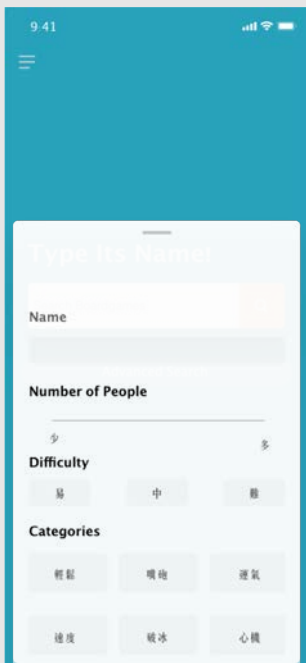 9:41
Type Its Name!
Name
Number of People
少 多
Difficulty
易 中 難
Categories
輕鬆 嘴砲 運氣
速度 破冰 心機